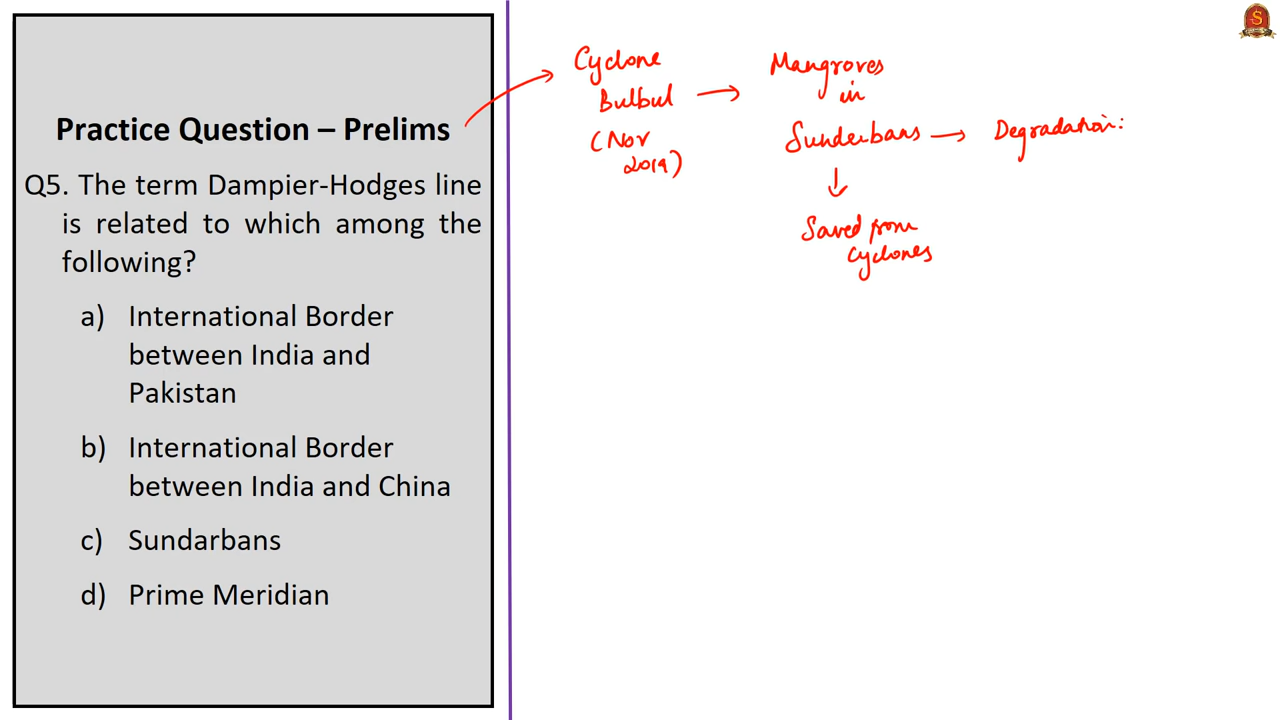 Practice Question – Prelims
Q5. The term Dampier-Hodges line
is related to which among the
following?
a) International Border
between India and
Pakistan
b) International Border
between India and China
c) Sundarbans
d) Prime Meridian
Cyclone
Bulbul
(Nov
2019)
Mangroves
in
Sunderbans
Degradation:
Saved from
cyclones
S